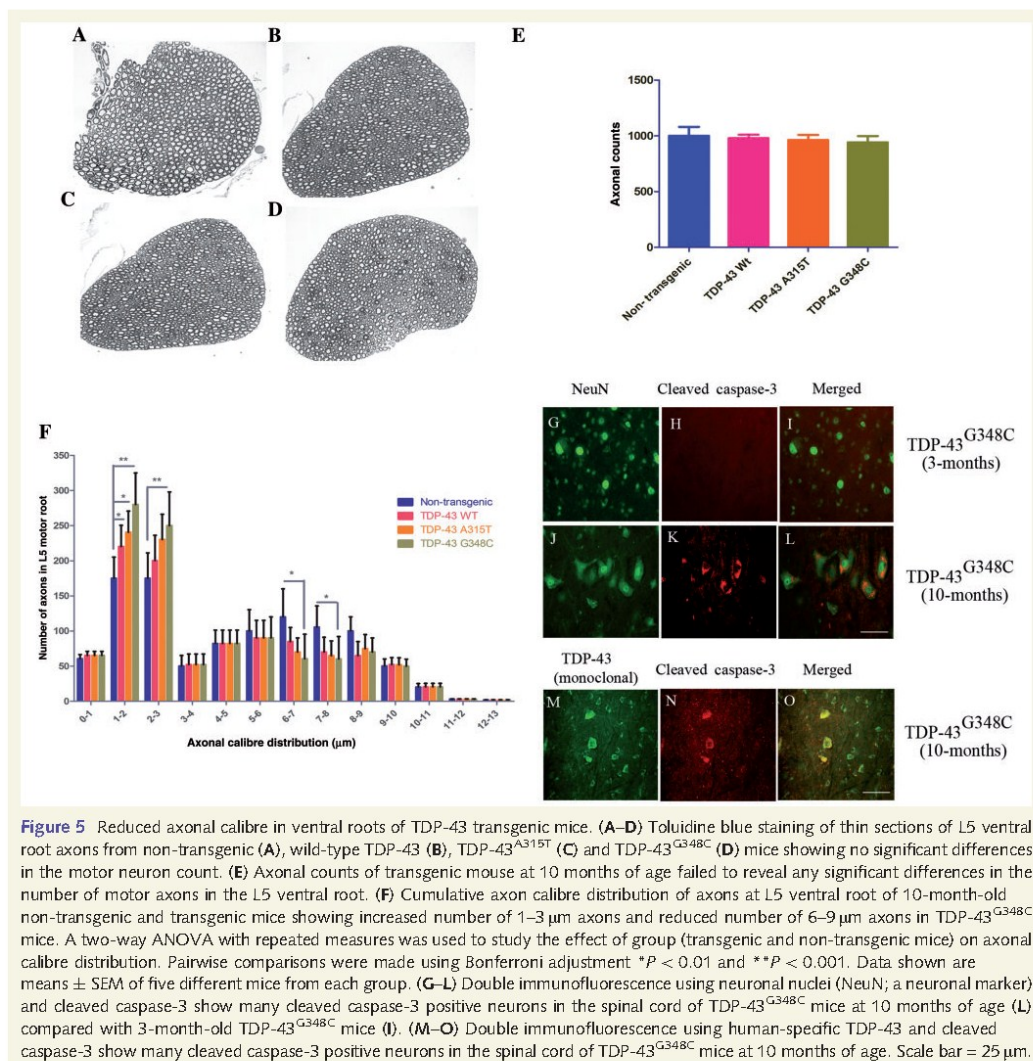 A
B
C
D
E
1500
1000
500
0
Axonal counts
Non- transgenic
TDP-43 Wt
TDP-43 A315T
TDP-43 G348C
F
350
300
250
200
150
100
50
0
Number of axons in L5 motor root
** * *
**
*
*
Non-transgenic
TDP-43 WT
TDP-43 A315T
TDP-43 G348C
0-1
1-2
2-3
3-4
4-5
5-6
6-7
7-8
8-9
9-10
10-11
11-12
12-13
Axonal calibre distribution (μm)
NeuN Cleaved caspase-3 Merged
G H I
TDP-43G348C
(3-months)
J K L
TDP-43G348C
(10-months)
TDP-43
(monoclonal) Cleaved caspase-3 Merged
M N O
TDP-43G348C
(10-months)
Figure 5 Reduced axonal calibre in ventral roots of TDP-43 transgenic mice. (A–D) Toluidine blue staining of thin sections of L5 ventral
root axons from non-transgenic (A), wild-type TDP-43 (B), TDP-43A315T (C) and TDP-43G348C (D) mice showing no significant differences
in the motor neuron count. (E) Axonal counts of transgenic mouse at 10 months of age failed to reveal any significant differences in the
number of motor axons in the L5 ventral root. (F) Cumulative axon calibre distribution of axons at L5 ventral root of 10-month-old
non-transgenic and transgenic mice showing increased number of 1–3 μm axons and reduced number of 6–9 μm axons in TDP-43G348C
mice. A two-way ANOVA with repeated measures was used to study the effect of group (transgenic and non-transgenic mice) on axonal
calibre distribution. Pairwise comparisons were made using Bonferroni adjustment *P < 0.01 and **P < 0.001. Data shown are
means ± SEM of five different mice from each group. (G–L) Double immunofluorescence using neuronal nuclei (NeuN; a neuronal marker)
and cleaved caspase-3 show many cleaved caspase-3 positive neurons in the spinal cord of TDP-43G348C mice at 10 months of age (L)
compared with 3-month-old TDP-43G348C mice (I). (M–O) Double immunofluorescence using human-specific TDP-43 and cleaved
caspase-3 show many cleaved caspase-3 positive neurons in the spinal cord of TDP-43G348C mice at 10 months of age. Scale bar = 25 μm.